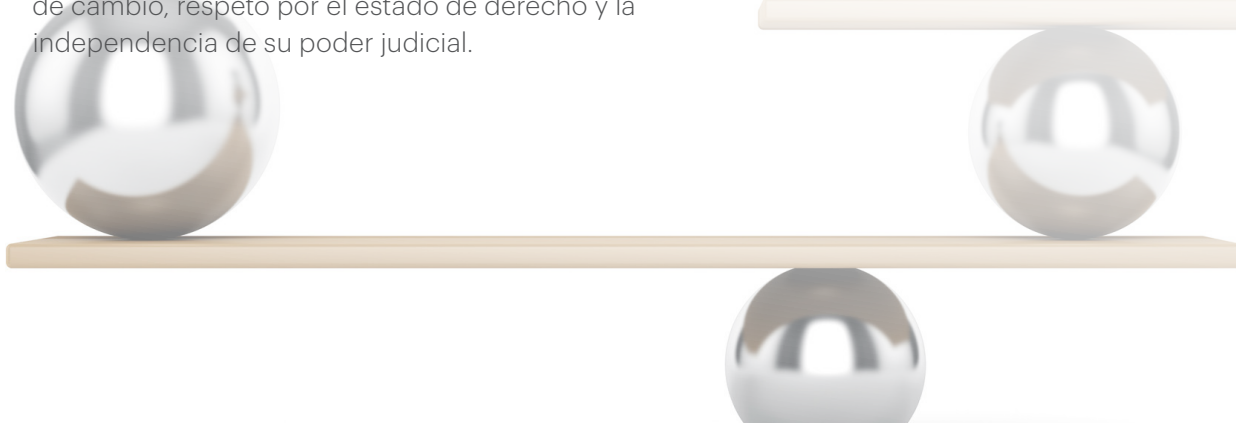 de cambio, respeto por el estado de derecho y la
independencia de su poder judicial.